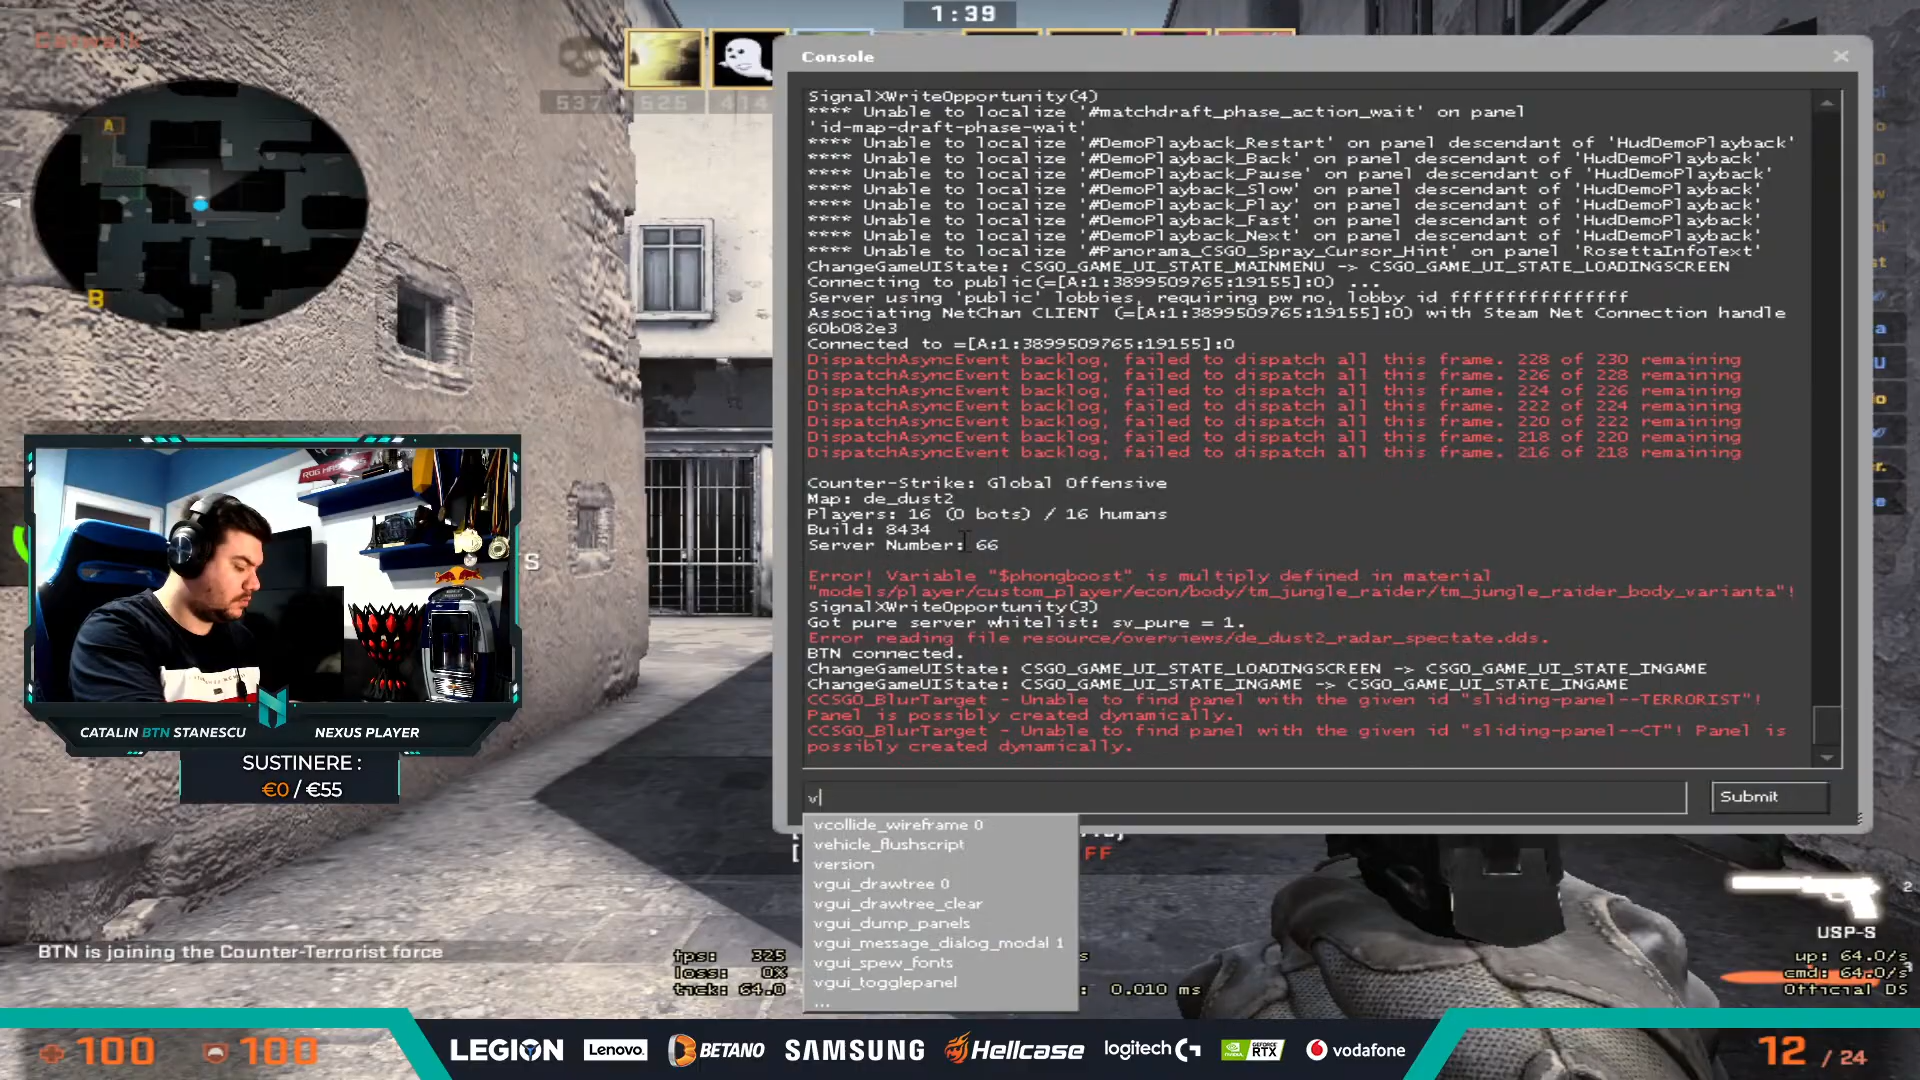 1:39
Catwalk
537 525 414
A
B
Console
SignalXWriteOpportunity(4)
**** Unable to localize '#matchdraft_phase_action_wait' on panel
'id-map-draft-phase-wait'
**** Unable to localize '#DemoPlayback_Restart' on panel descendant of 'HudDemoPlayback'
**** Unable to localize '#DemoPlayback_Back' on panel descendant of 'HudDemoPlayback'
**** Unable to localize '#DemoPlayback_Pause' on panel descendant of 'HudDemoPlayback'
**** Unable to localize '#DemoPlayback_Slow' on panel descendant of 'HudDemoPlayback'
**** Unable to localize '#DemoPlayback_Play' on panel descendant of 'HudDemoPlayback'
**** Unable to localize '#DemoPlayback_Fast' on panel descendant of 'HudDemoPlayback'
**** Unable to localize '#DemoPlayback_Next' on panel descendant of 'HudDemoPlayback'
**** Unable to localize '#Panorama_CSGO_Spray_Cursor_Hint' on panel 'RosettaInfoText'
ChangeGameUIState: CSGO_GAME_UI_STATE_MAINMENU -> CSGO_GAME_UI_STATE_LOADINGSCREEN
Connecting to public(=[A:1:3899509765:19155]:0) ...
Server using 'public' lobbies, requiring pw no, lobby id ffffffffffffffff
Associating NetChan CLIENT (=[A:1:3899509765:19155]:0) with Steam Net Connection handle
60b082e3
Connected to =[A:1:3899509765:19155]:0
DispatchAsyncEvent backlog, failed to dispatch all this frame. 228 of 230 remaining
DispatchAsyncEvent backlog, failed to dispatch all this frame. 226 of 228 remaining
DispatchAsyncEvent backlog, failed to dispatch all this frame. 224 of 226 remaining
DispatchAsyncEvent backlog, failed to dispatch all this frame. 222 of 224 remaining
DispatchAsyncEvent backlog, failed to dispatch all this frame. 220 of 222 remaining
DispatchAsyncEvent backlog, failed to dispatch all this frame. 218 of 220 remaining
DispatchAsyncEvent backlog, failed to dispatch all this frame. 216 of 218 remaining
Counter-Strike: Global Offensive
Map: de_dust2
Players: 16 (0 bots) / 16 humans
Build: 8434
Server Number: 66
Error! Variable "$phongboost" is multiply defined in material
"models/player/custom_player/econ/body/tm_jungle_raider/tm_jungle_raider_body_varianta"!
SignalXWriteOpportunity(3)
Got pure server whitelist: sv_pure = 1.
Error reading file resource/overviews/de_dust2_radar_spectate.dds.
BTN connected.
ChangeGameUIState: CSGO_GAME_UI_STATE_LOADINGSCREEN -> CSGO_GAME_UI_STATE_INGAME
ChangeGameUIState: CSGO_GAME_UI_STATE_INGAME -> CSGO_GAME_UI_STATE_INGAME
CCSGO_BlurTarget - Unable to find panel with the given id "sliding-panel--TERRORIST"!
Panel is possibly created dynamically.
CCSGO_BlurTarget - Unable to find panel with the given id "sliding-panel--CT"! Panel is
possibly created dynamically.
v
Submit
vcollide_wireframe 0
vehicle_flushscript
version
vgui_drawtree 0
vgui_drawtree_clear
vgui_dump_panels
vgui_message_dialog_modal 1
vgui_spew_fonts
vgui_togglepanel
...
FF
S
CATALIN BTN STANESCU
NEXUS PLAYER
SUSTINERE :
€0 / €55
BTN is joining the Counter-Terrorist force
fps: 325
loss: 0%
tick: 64.0
0.010 ms
2
USP-S
3
up: 64.0/s
cmd: 64.0/s
Official DS
100 100
LEGION Lenovo BETANO SAMSUNG Hellcase logitech G NVIDIA GEFORCE RTX vodafone
12 / 24